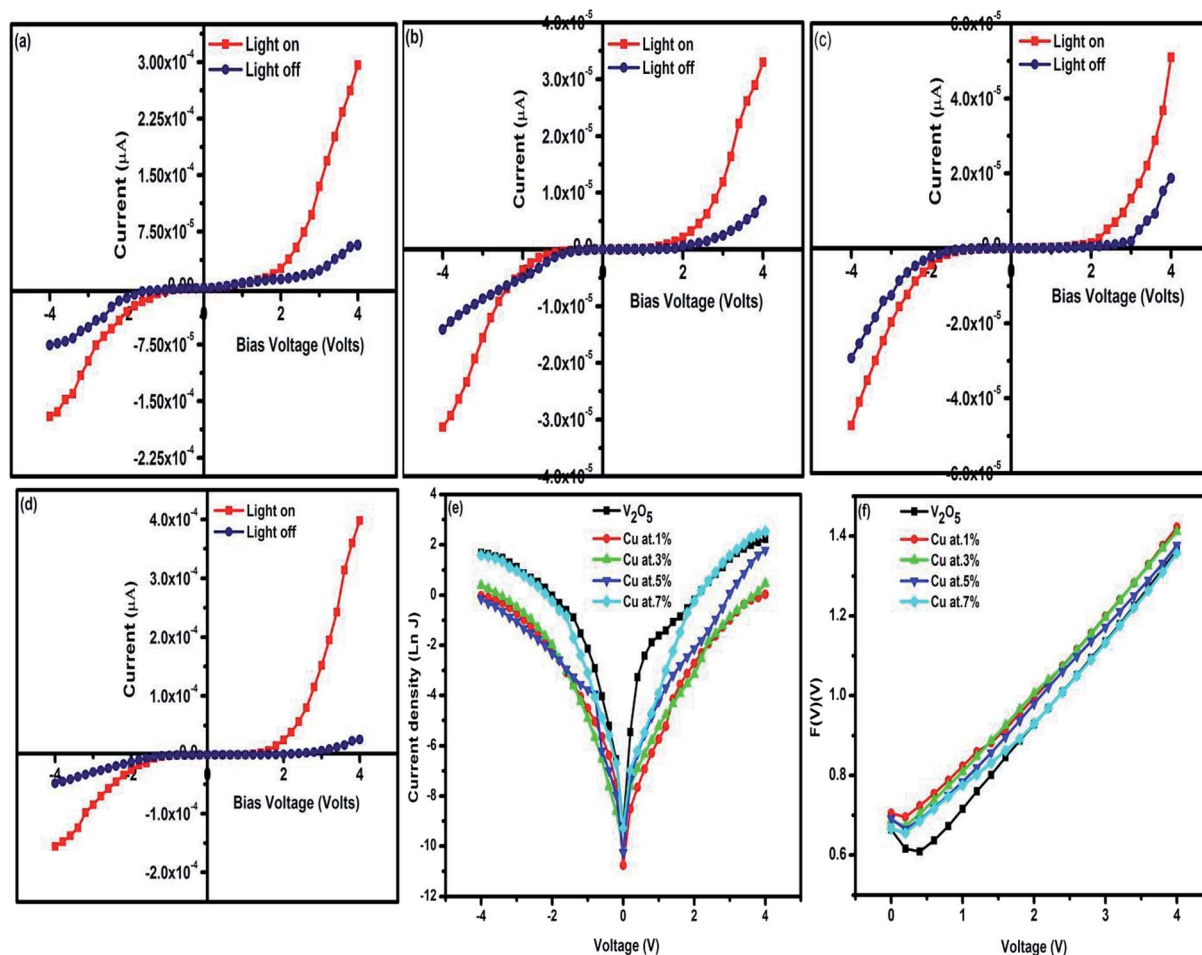 (a)
Light on
Light off
3.00x10⁻⁴
2.25x10⁻⁴
1.50x10⁻⁴
7.50x10⁻⁵
0.00
-7.50x10⁻⁵
-1.50x10⁻⁴
-2.25x10⁻⁴
-4 -2 0 2 4
Current (μA)
Bias Voltage (Volts)
(b)
Light on
Light off
4.0x10⁻⁵
3.0x10⁻⁵
2.0x10⁻⁵
1.0x10⁻⁵
0.0
-1.0x10⁻⁵
-2.0x10⁻⁵
-3.0x10⁻⁵
-4.0x10⁻⁵
-4 -2 0 2 4
Current (μA)
Bias Voltage (Volts)
(c)
Light on
Light off
6.0x10⁻⁵
4.0x10⁻⁵
2.0x10⁻⁵
0.0
-2.0x10⁻⁵
-4.0x10⁻⁵
-6.0x10⁻⁵
-4 -2 0 2 4
Current (μA)
Bias Voltage (Volts)
(d)
Light on
Light off
4.0x10⁻⁴
3.0x10⁻⁴
2.0x10⁻⁴
1.0x10⁻⁴
0.0
-1.0x10⁻⁴
-2.0x10⁻⁴
-4 -2 0 2 4
Current (μA)
Bias Voltage (Volts)
(e)
V₂O₅
Cu at.1%
Cu at.3%
Cu at.5%
Cu at.7%
4
2
0
-2
-4
-6
-8
-10
-12
-4 -2 0 2 4
Current density (Ln J)
Voltage (V)
(f)
V₂O₅
Cu at.1%
Cu at.3%
Cu at.5%
Cu at.7%
1.4
1.2
1.0
0.8
0.6
0 1 2 3 4
F(V)(V)
Voltage (V)